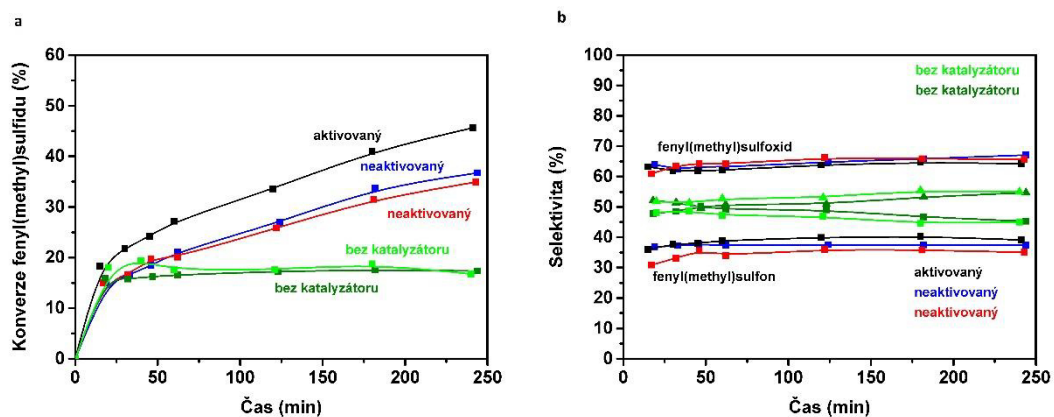 a
Konverze fenyl(methyl)sulfidu (%)
60
50
40
30
20
10
0
aktivovaný
neaktivovaný
neaktivovaný
bez katalyzátoru
bez katalyzátoru
0 50 100 150 200 250
Čas (min)
b
Selektivita (%)
100
90
80
70
60
50
40
30
20
10
0
bez katalyzátoru
bez katalyzátoru
fenyl(methyl)sulfoxid
fenyl(methyl)sulfon
aktivovaný
neaktivovaný
neaktivovaný
0 50 100 150 200 250
Čas (min)